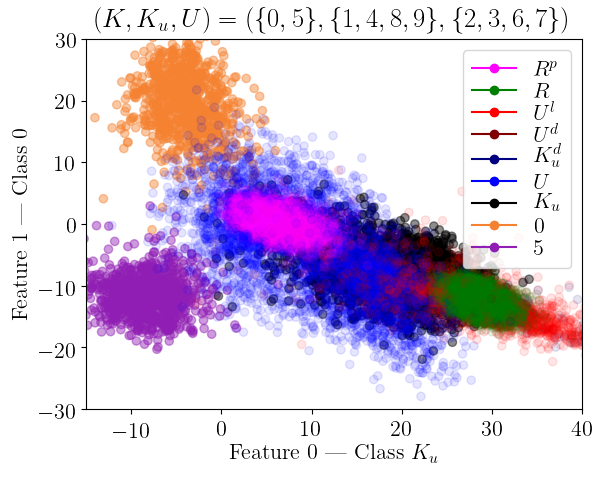 (K, K_u, U) = ({0, 5}, {1, 4, 8, 9}, {2, 3, 6, 7})
30
20
10
0
−10
−20
−30
Feature 1 — Class 0
R^p
R
U^l
U^d
K_u^d
U
K_u
0
5
−10
0
10
20
30
40
Feature 0 — Class K_u